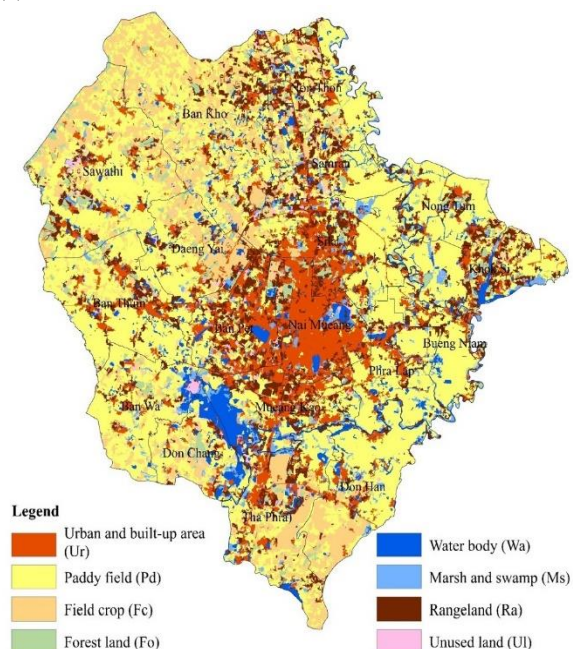 Non Thon
Ban Kho
Samran
Sawathi
Nong Tum
Sila
Daeng Yai
Ban Thum
Nai Mueang
Ban Pet
Bueng Niam
Phra Lap
Mueang Kao
Ban Wa
Don Chang
Don Han
Tha Phra
Legend
Urban and built-up area
(Ur)
Paddy field (Pd)
Field crop (Fc)
Forest land (Fo)
Water body (Wa)
Marsh and swamp (Ms)
Rangeland (Ra)
Unused land (Ul)